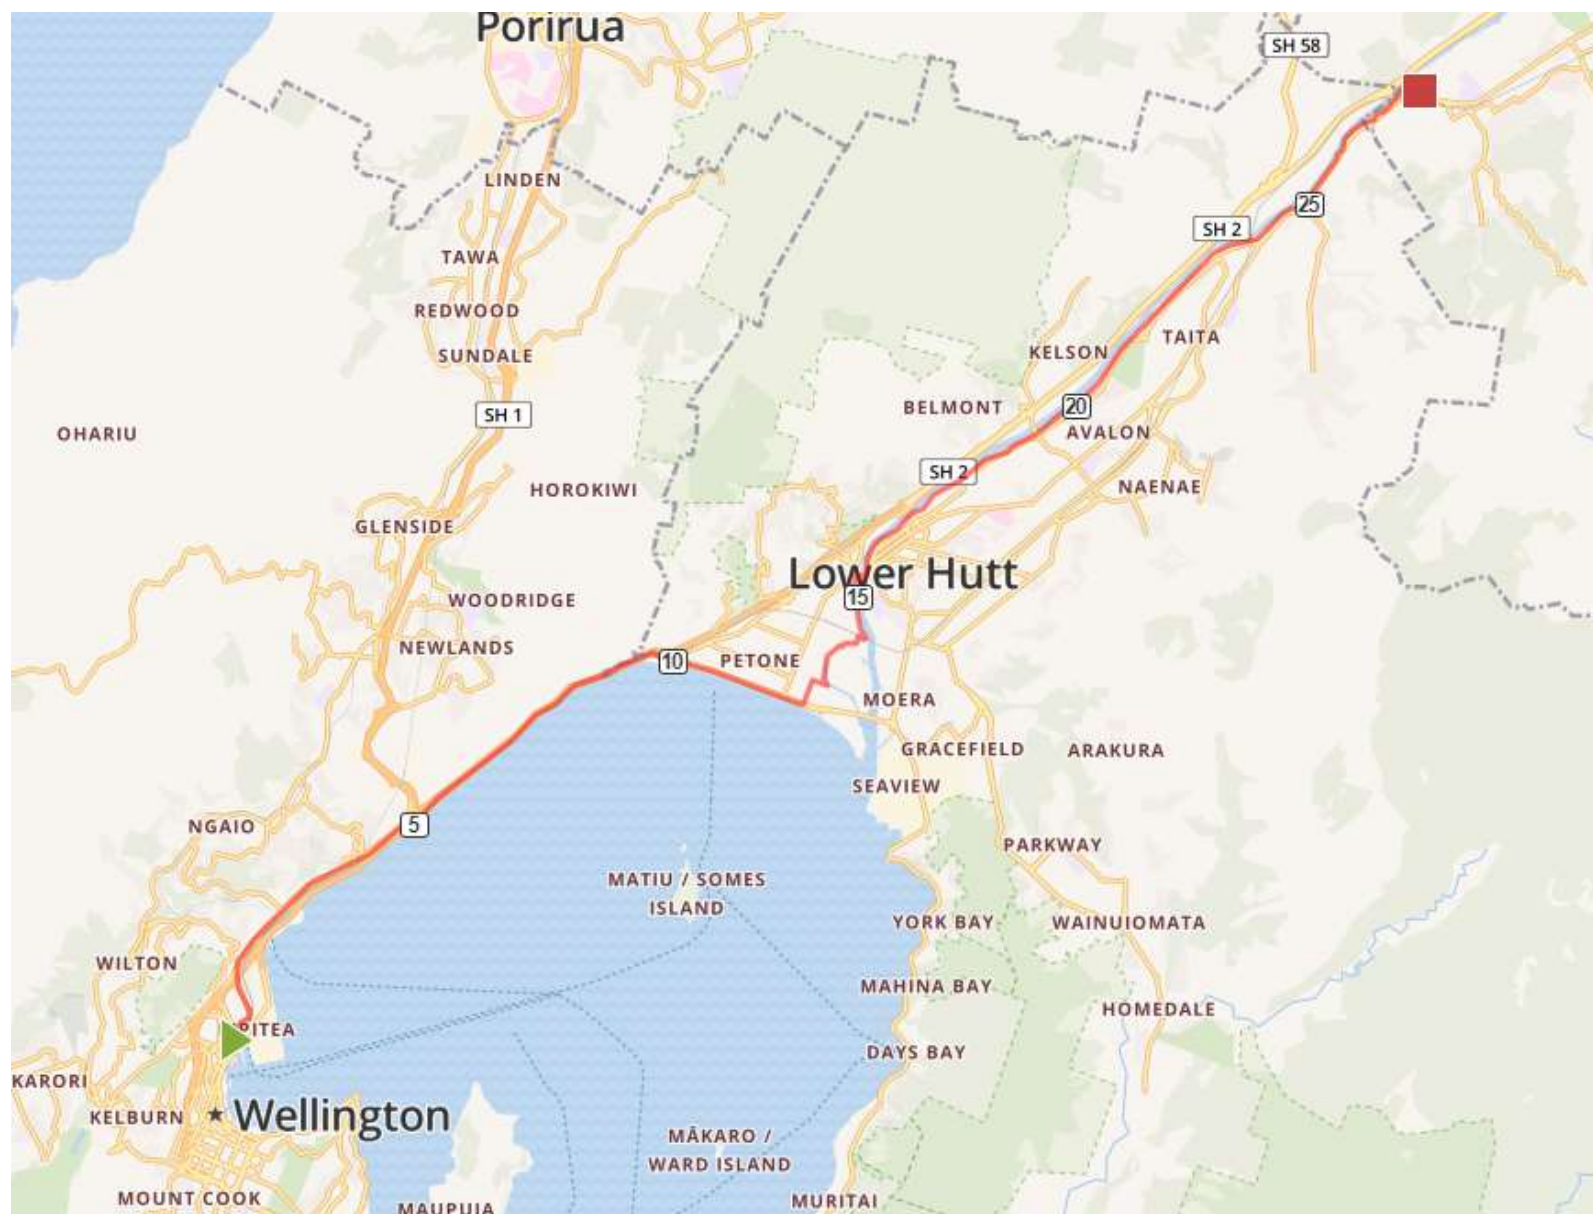 Porirua
SH 58
LINDEN
25
SH 2
TAWA
REDWOOD
TAITA
SUNDALE
KELSON
SH 1
BELMONT
20
OHARIU
AVALON
SH 2
NAENAE
HOROKIWI
GLENSIDE
Lower Hutt
15
WOODRIDGE
NEWLANDS
10
PETONE
MOERA
GRACEFIELD
ARAKURA
SEAVIEW
5
NGAIO
PARKWAY
MATIU / SOMES
ISLAND
YORK BAY
WAINUIOMATA
WILTON
MAHINA BAY
HOMEDALE
PITEA
DAYS BAY
KARORI
KELBURN
Wellington
MĀKARO /
WARD ISLAND
MOUNT COOK
MAUPUIA
MURITAI